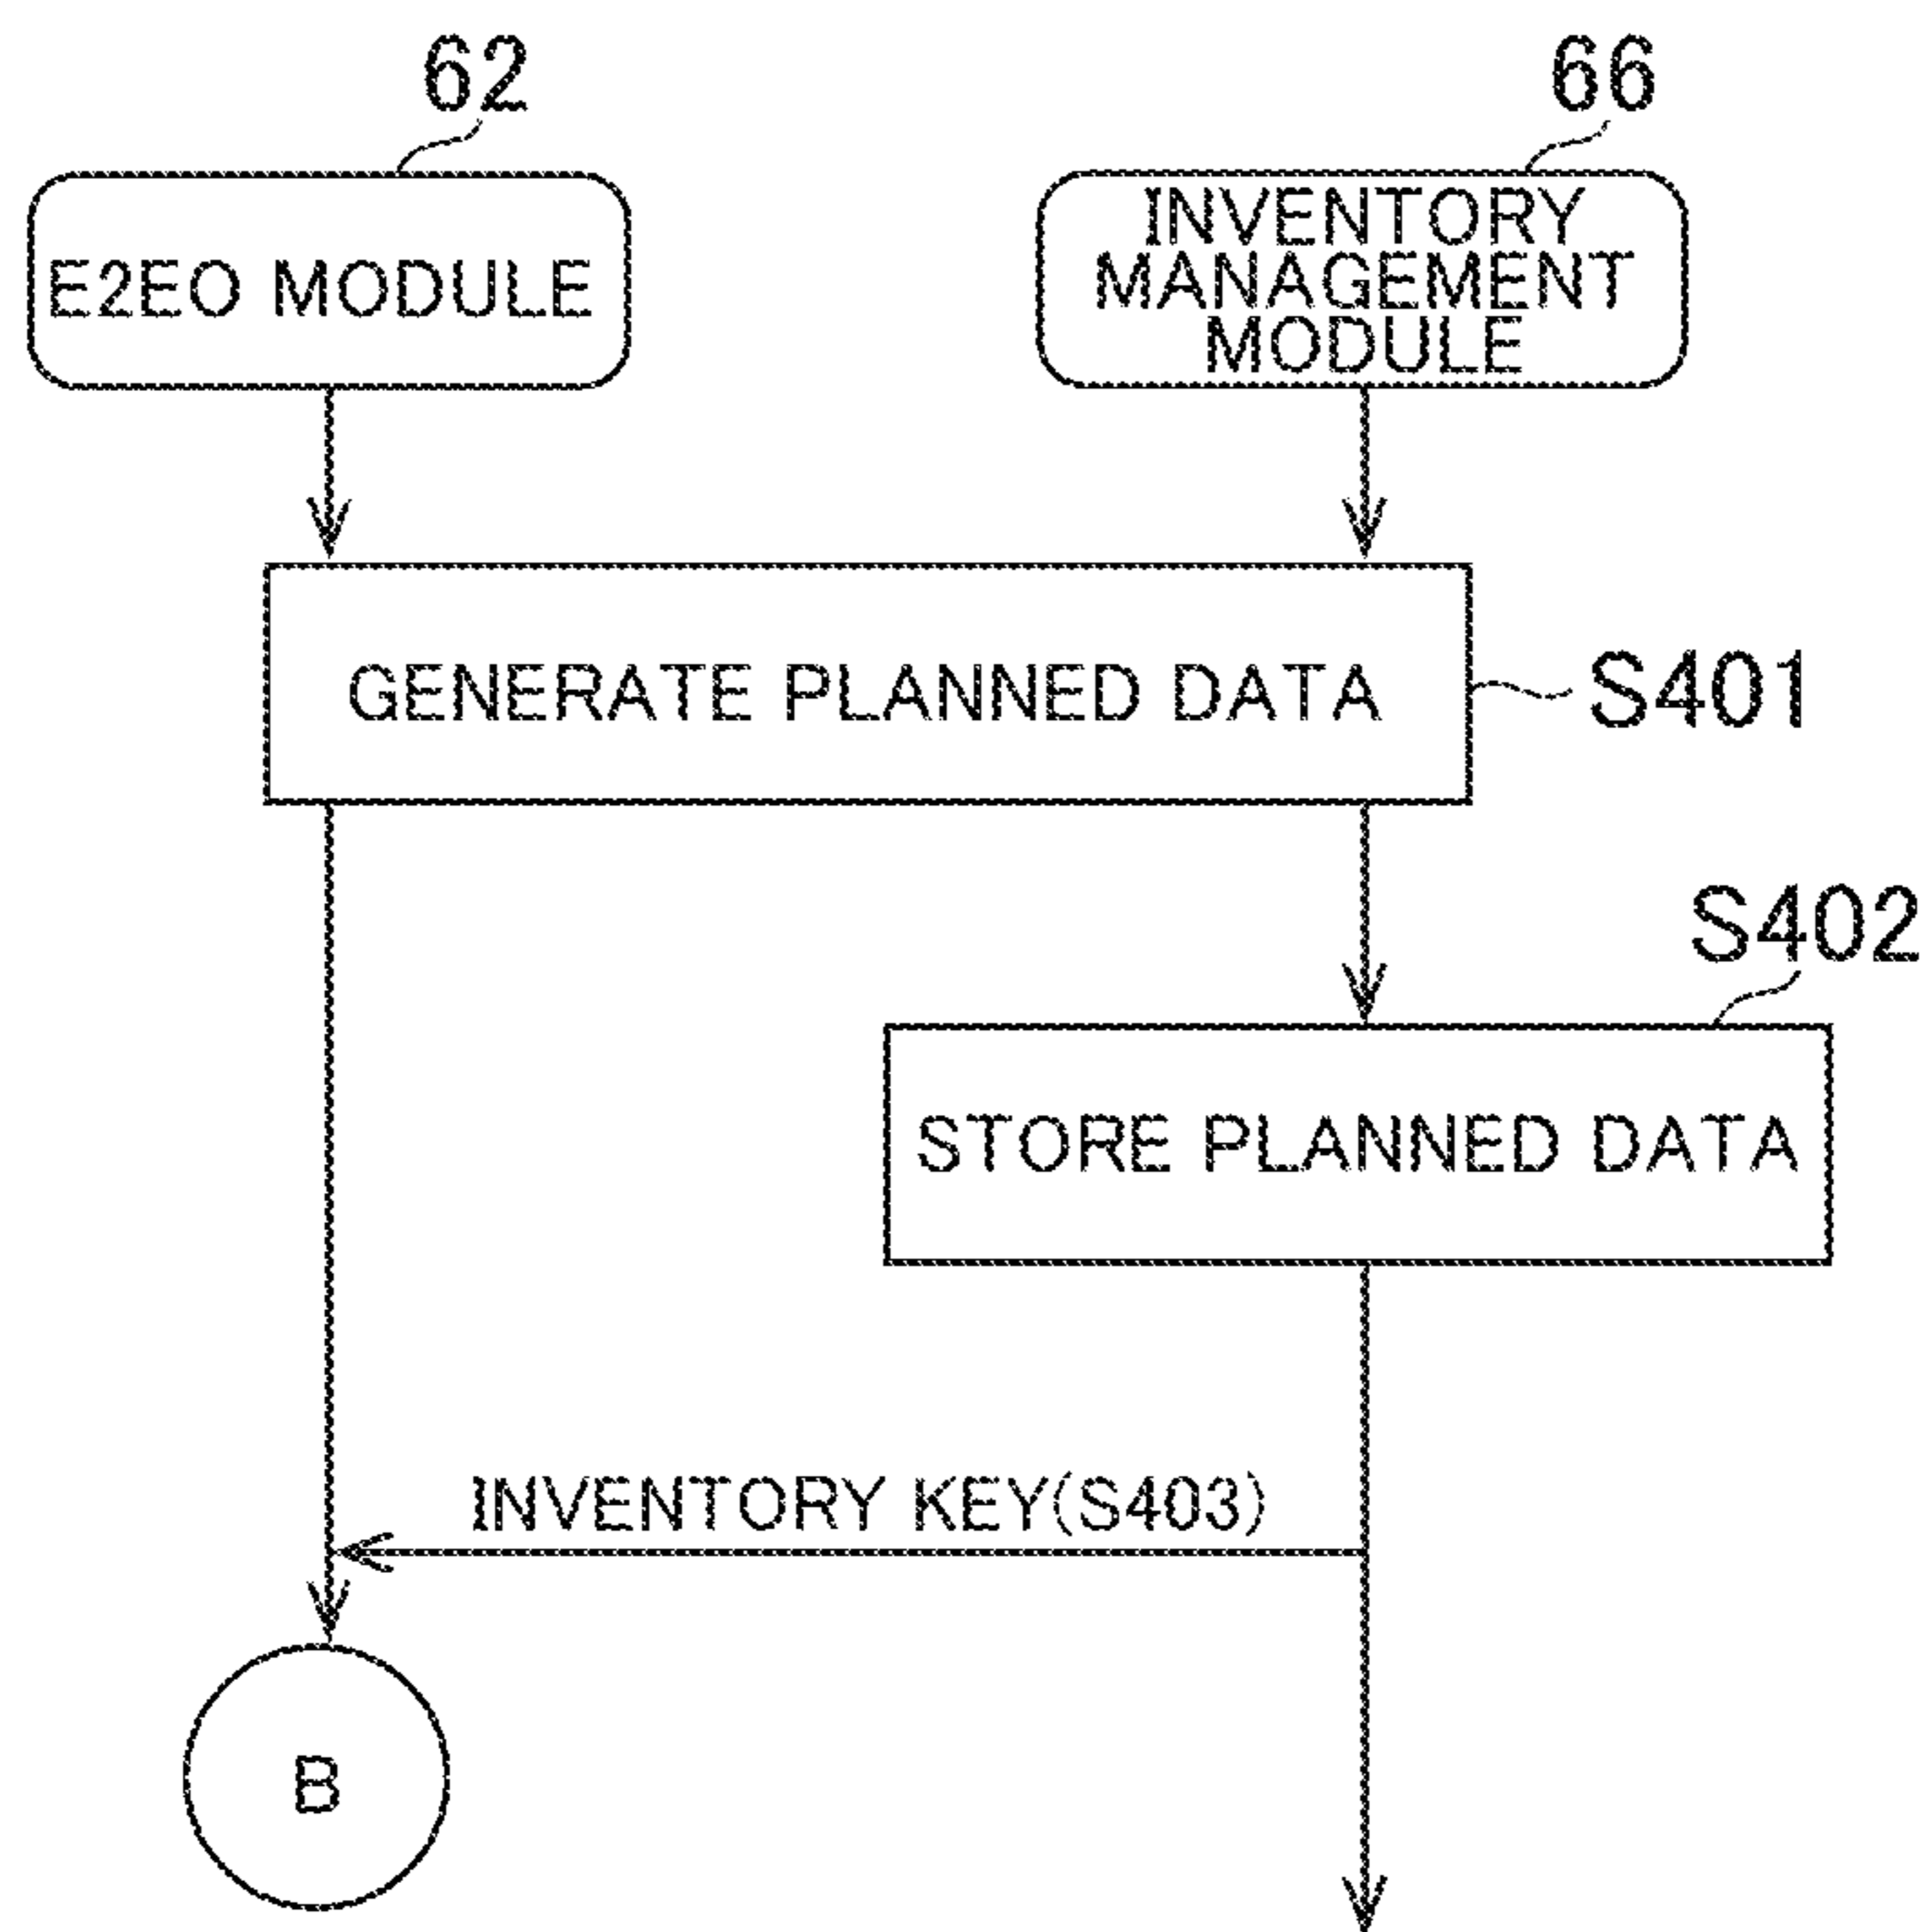 62
66
E2EO MODULE
INVENTORY
MANAGEMENT
MODULE
GENERATE PLANNED DATA
S401
S402
STORE PLANNED DATA
INVENTORY KEY(S403)
B